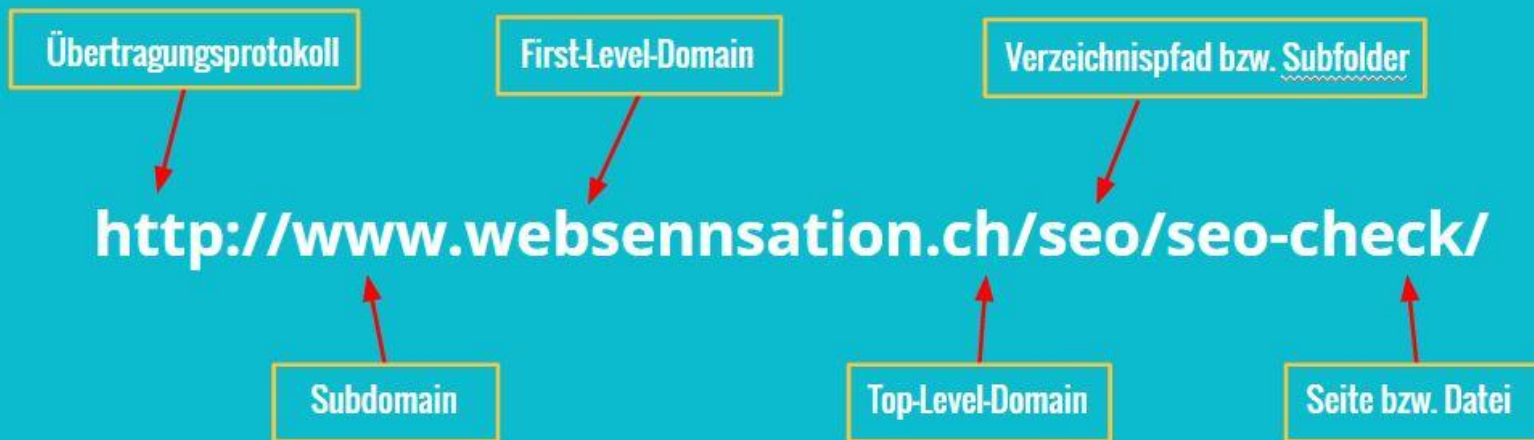 Übertragungsprotokoll
First-Level-Domain
Verzeichnispfad bzw. Subfolder
http://www.websennsation.ch/seo/seo-check/
Subdomain
Top-Level-Domain
Seite bzw. Datei